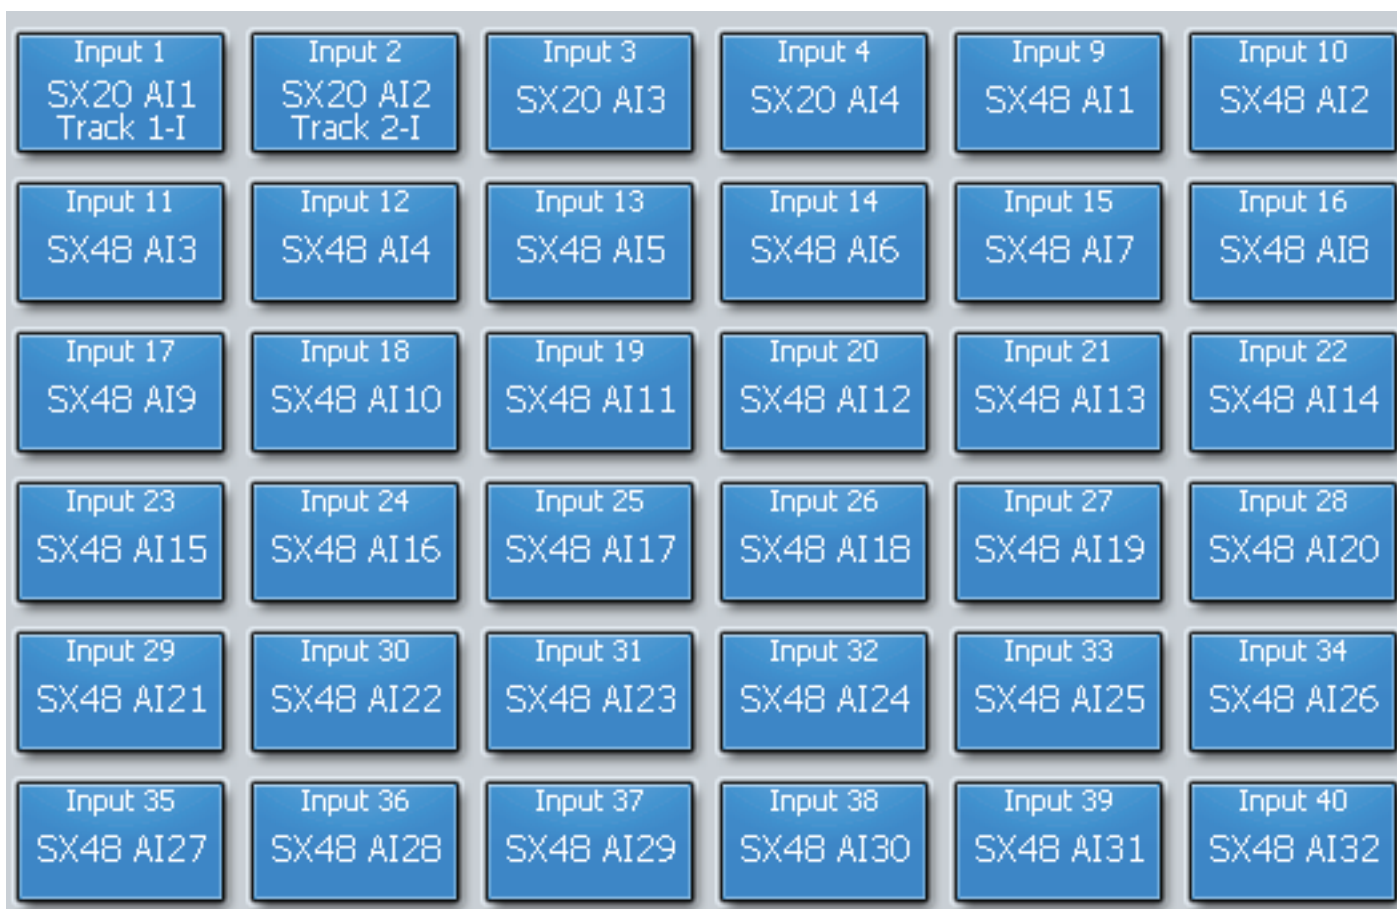 Input 1
SX20 AI1
Track 1-I
Input 2
SX20 AI2
Track 2-I
Input 3
SX20 AI3
Input 4
SX20 AI4
Input 9
SX48 AI1
Input 10
SX48 AI2
Input 11
SX48 AI3
Input 12
SX48 AI4
Input 13
SX48 AI5
Input 14
SX48 AI6
Input 15
SX48 AI7
Input 16
SX48 AI8
Input 17
SX48 AI9
Input 18
SX48 AI10
Input 19
SX48 AI11
Input 20
SX48 AI12
Input 21
SX48 AI13
Input 22
SX48 AI14
Input 23
SX48 AI15
Input 24
SX48 AI16
Input 25
SX48 AI17
Input 26
SX48 AI18
Input 27
SX48 AI19
Input 28
SX48 AI20
Input 29
SX48 AI21
Input 30
SX48 AI22
Input 31
SX48 AI23
Input 32
SX48 AI24
Input 33
SX48 AI25
Input 34
SX48 AI26
Input 35
SX48 AI27
Input 36
SX48 AI28
Input 37
SX48 AI29
Input 38
SX48 AI30
Input 39
SX48 AI31
Input 40
SX48 AI32